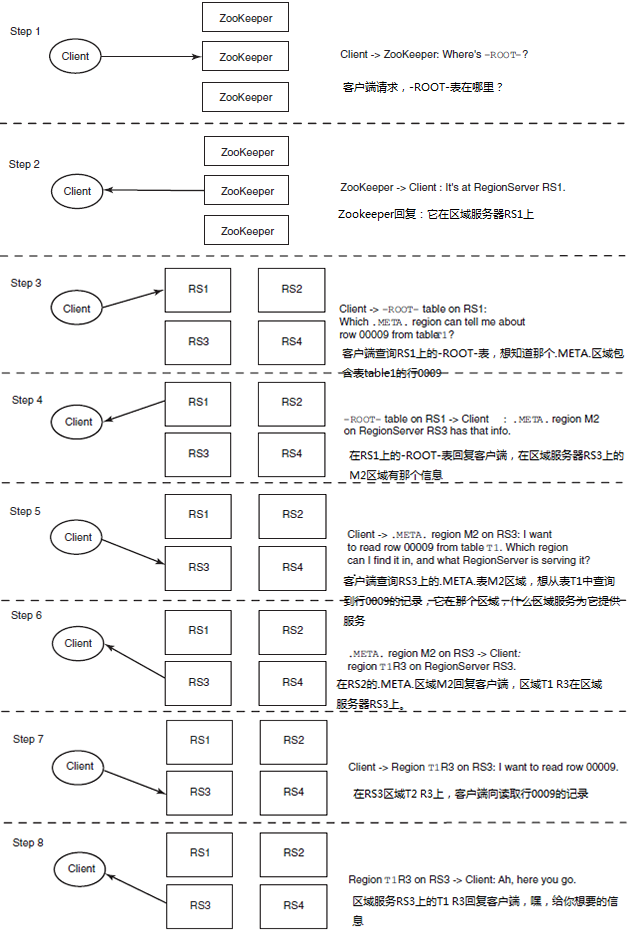 Step 1
Client
ZooKeeper
ZooKeeper
ZooKeeper
Client -> ZooKeeper: Where's -ROOT-?
客户端请求，-ROOT-表在哪里？
Step 2
Client
ZooKeeper
ZooKeeper
ZooKeeper
ZooKeeper -> Client : It's at RegionServer RS1.
Zookeeper回复：它在区域服务器RS1上
Step 3
Client
RS1
RS2
RS3
RS4
Client -> -ROOT- table on RS1:
Which .META. region can tell me about
row 00009 from tableT1?
客户端查询RS1上的-ROOT-表，想知道那个.META.区域包
含表table1的行0009
Step 4
Client
RS1
RS2
RS3
RS4
-ROOT- table on RS1 -> Client : .META. region M2
on RegionServer RS3 has that info.
在RS1上的-ROOT-表回复客户端，在区域服务器RS3上的
M2区域有那个信息
Step 5
Client
RS1
RS2
RS3
RS4
Client -> .META. region M2 on RS3: I want
to read row 00009 from table T1. Which region
can I find it in, and what RegionServer is serving it?
客户端查询RS3上的.META.表M2区域，想从表T1中查询
到行0009的记录，它在那个区域，什么区域服务为它提供
服务
Step 6
Client
RS1
RS2
RS3
RS4
.META. region M2 on RS3 -> Client:
region T1R3 on RegionServer RS3.
在RS2的.META.区域M2回复客户端，区域T1 R3在区域
服务器RS3上。
Step 7
Client
RS1
RS2
RS3
RS4
Client -> Region T1R3 on RS3: I want to read row 00009.
在RS3区域T2 R3上，客户端向读取行0009的记录
Step 8
Client
RS1
RS2
RS3
RS4
Region T1R3 on RS3 -> Client: Ah, here you go.
区域服务RS3上的T1 R3回复客户端，嘿，给你想要的信
息